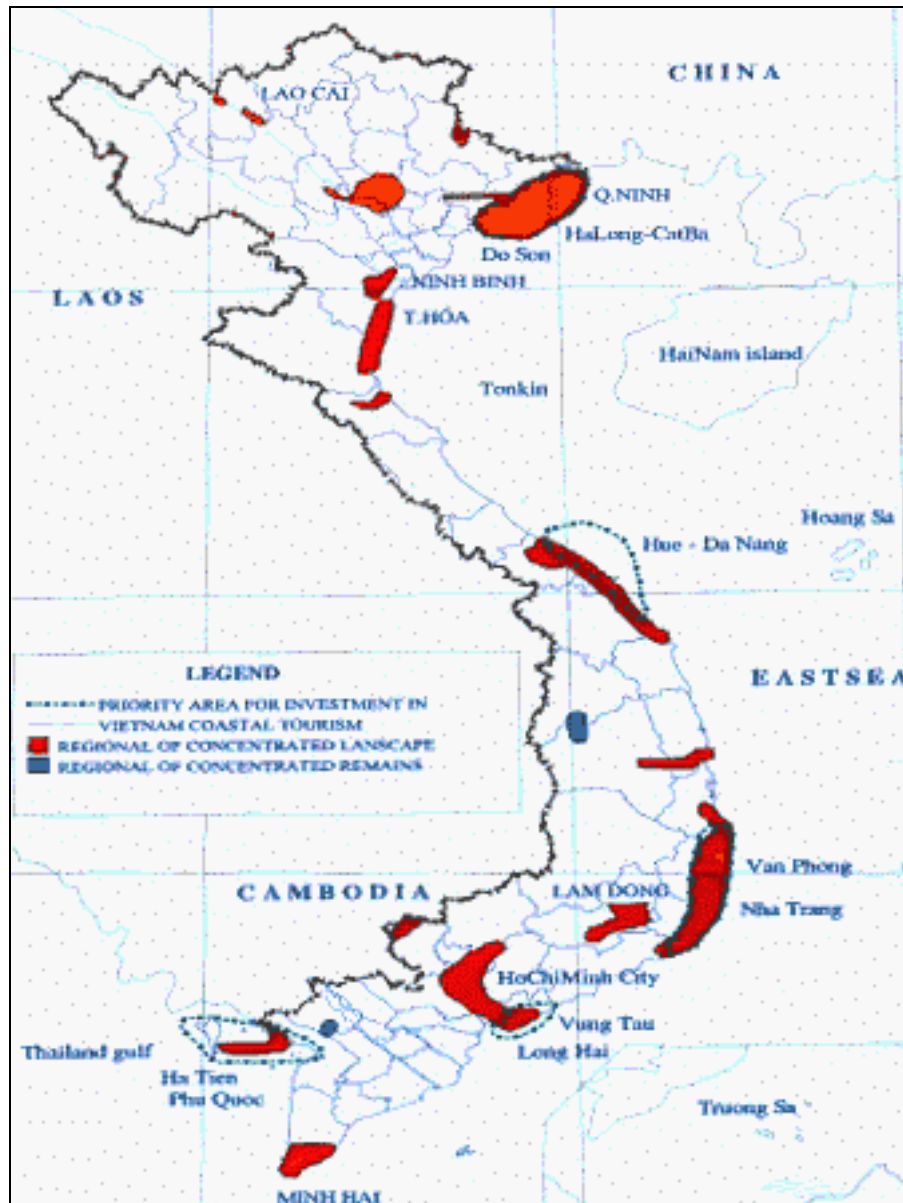 CHINA
LAO CAI
Q.NINH
HaLong-CatBa
Do Son
NINH BINH
LAOS
T.HÓA
HaiNam island
Tonkin
Hoang Sa
Hue - Da Nang
LEGEND
PRIORITY AREA FOR INVESTMENT IN
VIETNAM COASTAL TOURISM
REGIONAL OF CONCENTRATED LANSCAPE
REGIONAL OF CONCENTRATED REMAINS
EASTSEA
Van Phong
CAMBODIA
LAM DONG
Nha Trang
HoChiMinh City
Vung Tau
Thailand gulf
Long Hai
Ha Tien
Phu Quoc
Truong Sa
MINH HAI